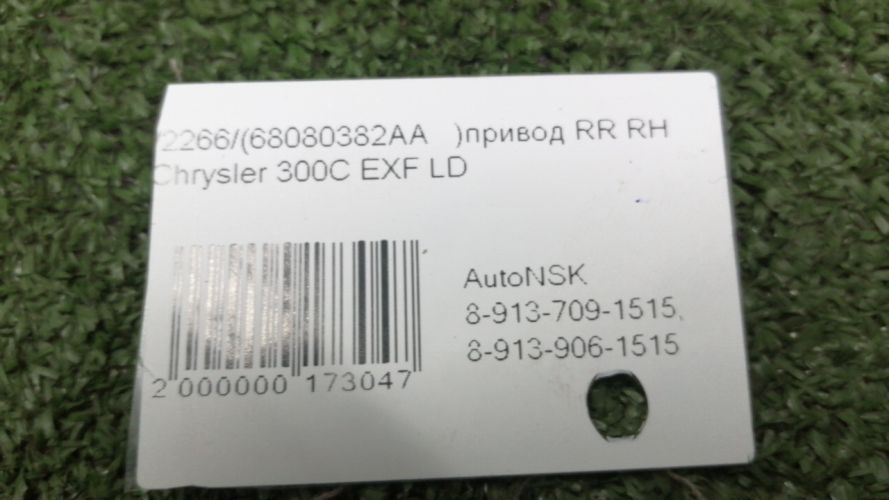 2266/(68080382AA )привод RR RH
Chrysler 300C EXF LD
AutoNSK
8-913-709-1515,
8-913-906-1515
2 000000 173047